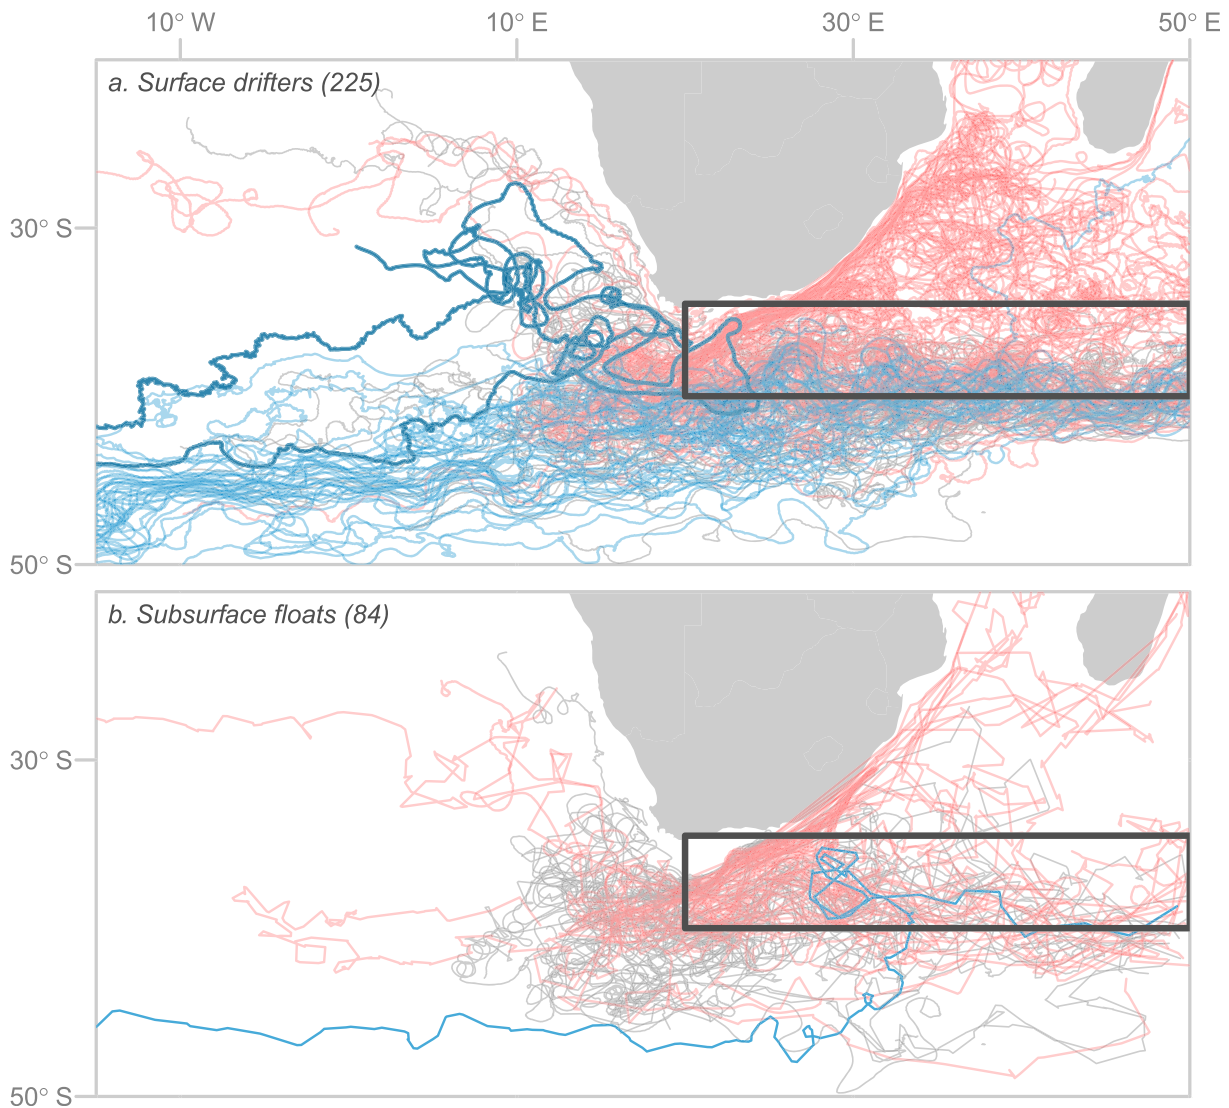 10° W 10° E 30° E 50° E
a. Surface drifters (225)
30° S
50° S
b. Subsurface floats (84)
30° S
50° S